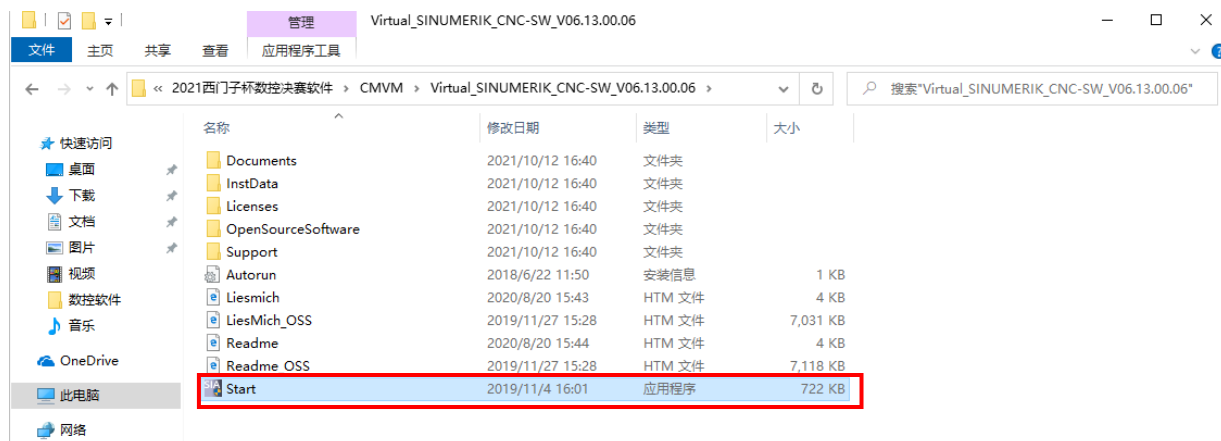 管理 Virtual_SINUMERIK_CNC-SW_V06.13.00.06
文件 主页 共享 查看 应用程序工具
« 2021西门子杯数控决赛软件 › CMVM › Virtual_SINUMERIK_CNC-SW_V06.13.00.06 › 搜索"Virtual_SINUMERIK_CNC-SW_V06.13.00.06"
名称 修改日期 类型 大小
快速访问
桌面
下载
文档
图片
视频
数控软件
音乐
OneDrive
此电脑
网络
Documents 2021/10/12 16:40 文件夹
InstData 2021/10/12 16:40 文件夹
Licenses 2021/10/12 16:40 文件夹
OpenSourceSoftware 2021/10/12 16:40 文件夹
Support 2021/10/12 16:40 文件夹
Autorun 2018/6/22 11:50 安装信息 1 KB
Liesmich 2020/8/20 15:43 HTM 文件 4 KB
LiesMich_OSS 2019/11/27 15:28 HTM 文件 7,031 KB
Readme 2020/8/20 15:44 HTM 文件 4 KB
Readme_OSS 2019/11/27 15:28 HTM 文件 7,118 KB
SIA Start 2019/11/4 16:01 应用程序 722 KB